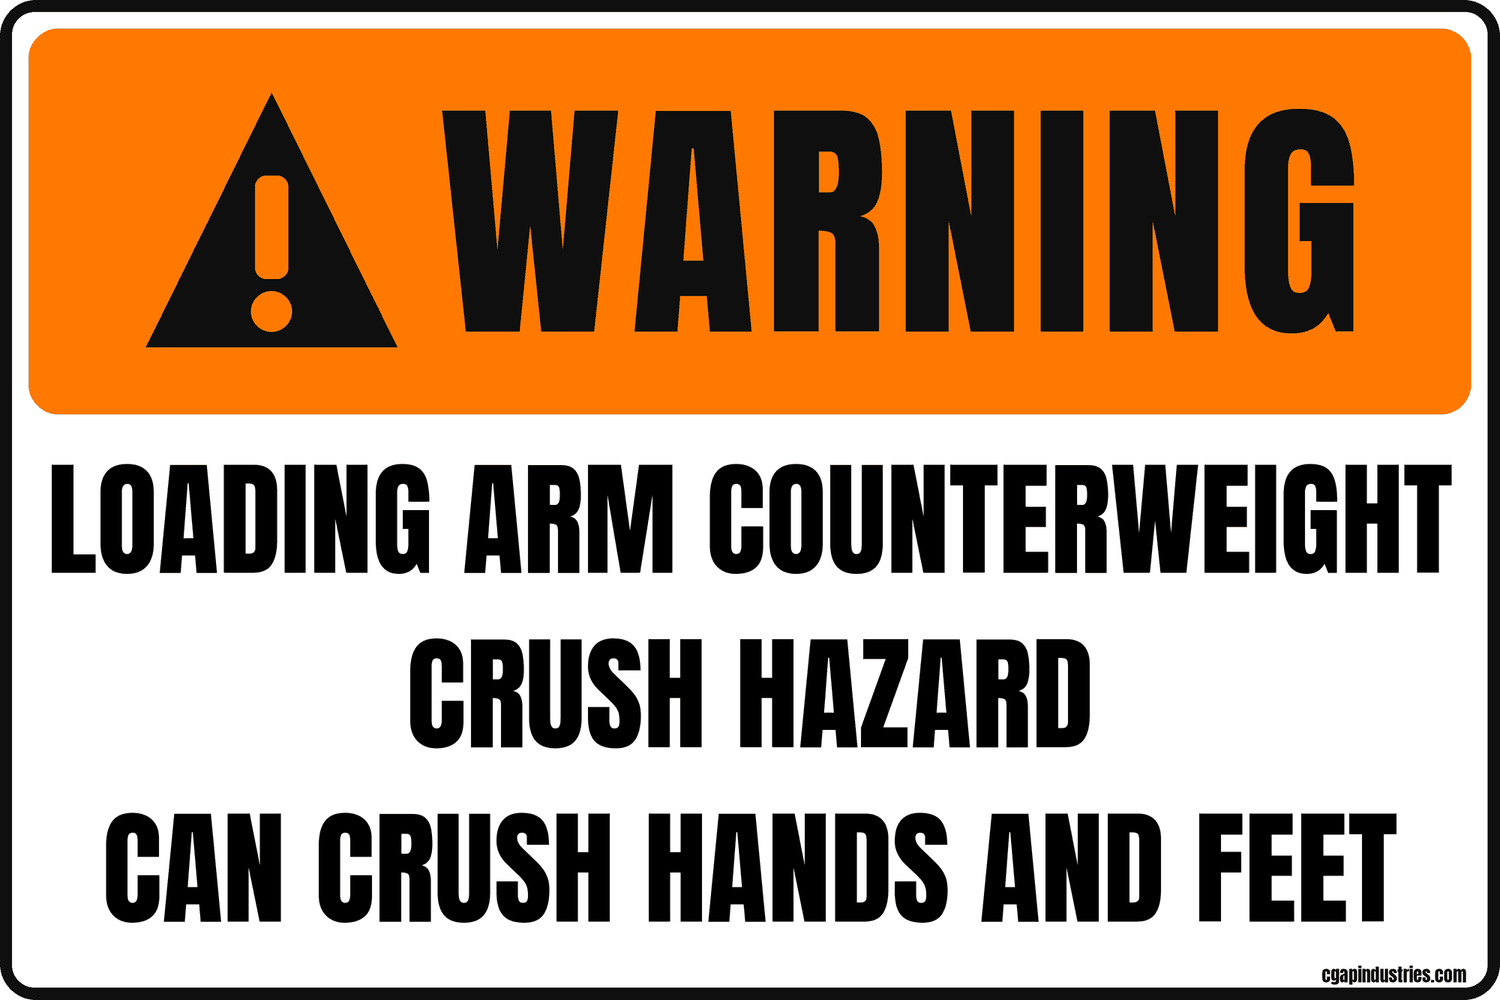 WARNING
LOADING ARM COUNTERWEIGHT
CRUSH HAZARD
CAN CRUSH HANDS AND FEET
cgapindustries.com